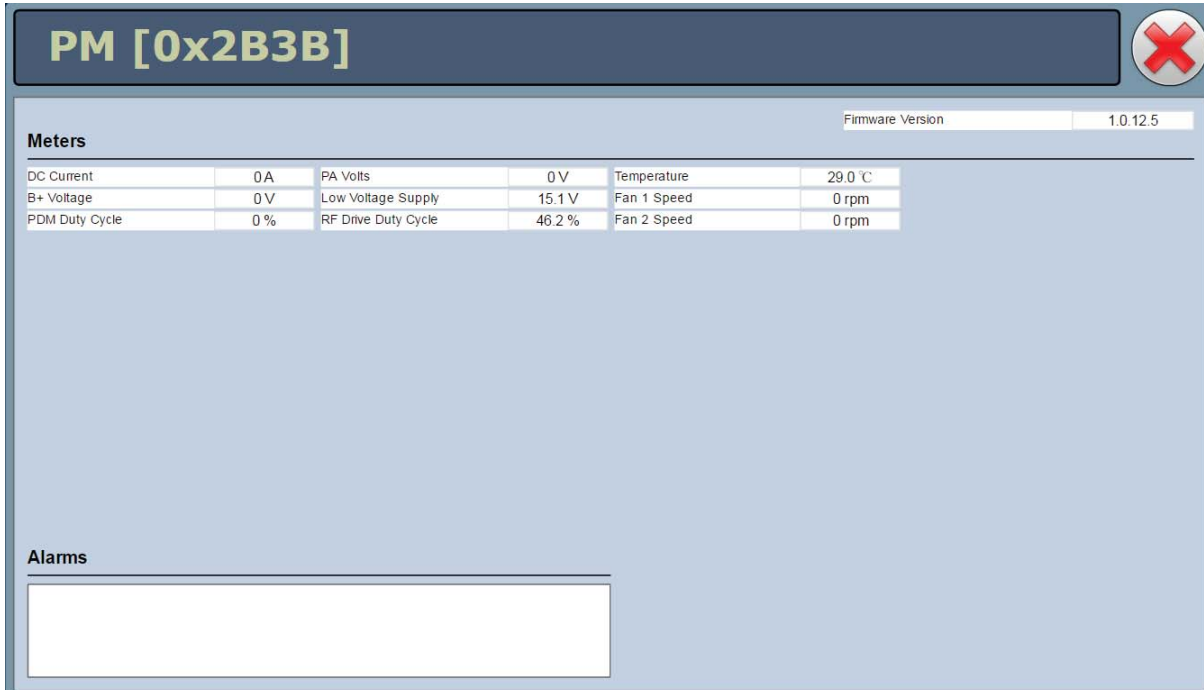 PM [0x2B3B]
Firmware Version 1.0.12.5
Meters
DC Current 0 A PA Volts 0 V Temperature 29.0 ℃
B+ Voltage 0 V Low Voltage Supply 15.1 V Fan 1 Speed 0 rpm
PDM Duty Cycle 0 % RF Drive Duty Cycle 46.2 % Fan 2 Speed 0 rpm
Alarms